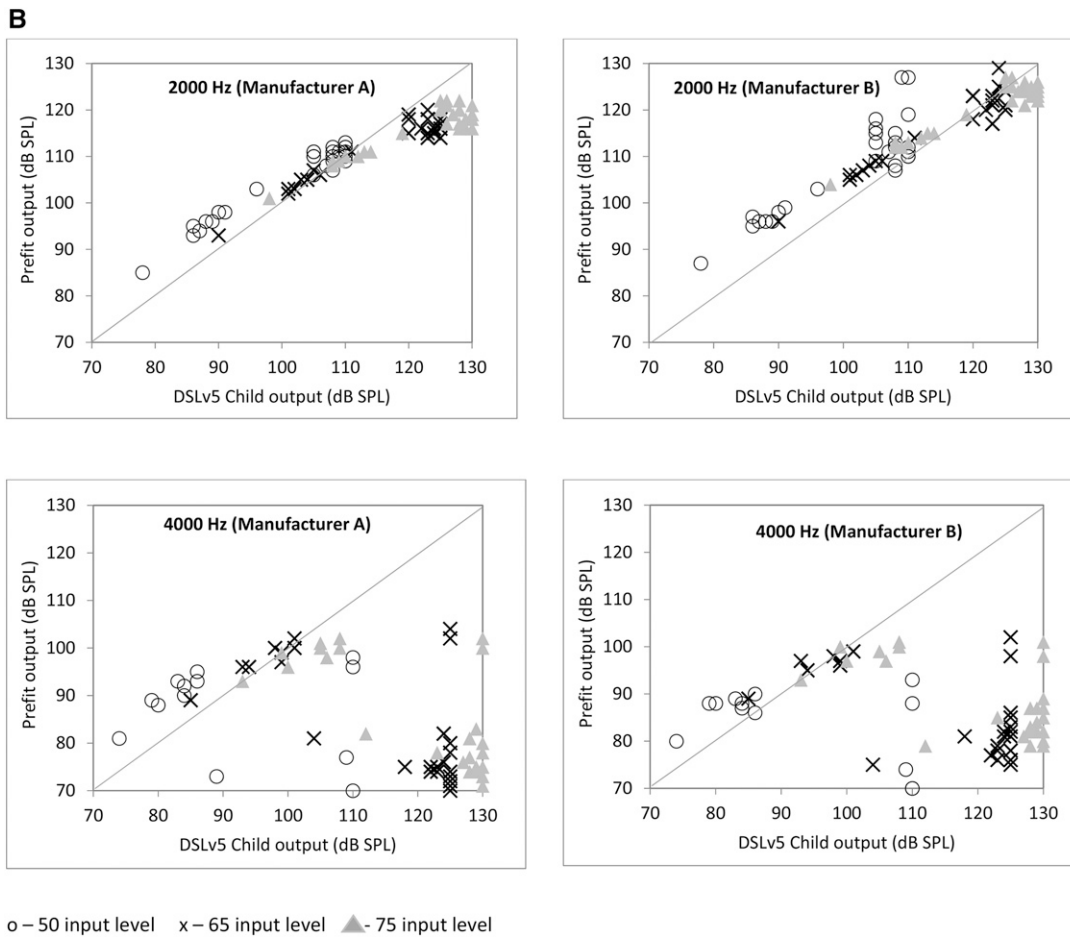 B
2000 Hz (Manufacturer A)
Prefit output (dB SPL)
130
120
110
100
90
80
70
70 80 90 100 110 120 130
DSLv5 Child output (dB SPL)
2000 Hz (Manufacturer B)
Prefit output (dB SPL)
130
120
110
100
90
80
70
70 80 90 100 110 120 130
DSLv5 Child output (dB SPL)
4000 Hz (Manufacturer A)
Prefit output (dB SPL)
130
120
110
100
90
80
70
70 80 90 100 110 120 130
DSLv5 Child output (dB SPL)
4000 Hz (Manufacturer B)
Prefit output (dB SPL)
130
120
110
100
90
80
70
70 80 90 100 110 120 130
DSLv5 Child output (dB SPL)
o – 50 input level x – 65 input level - 75 input level